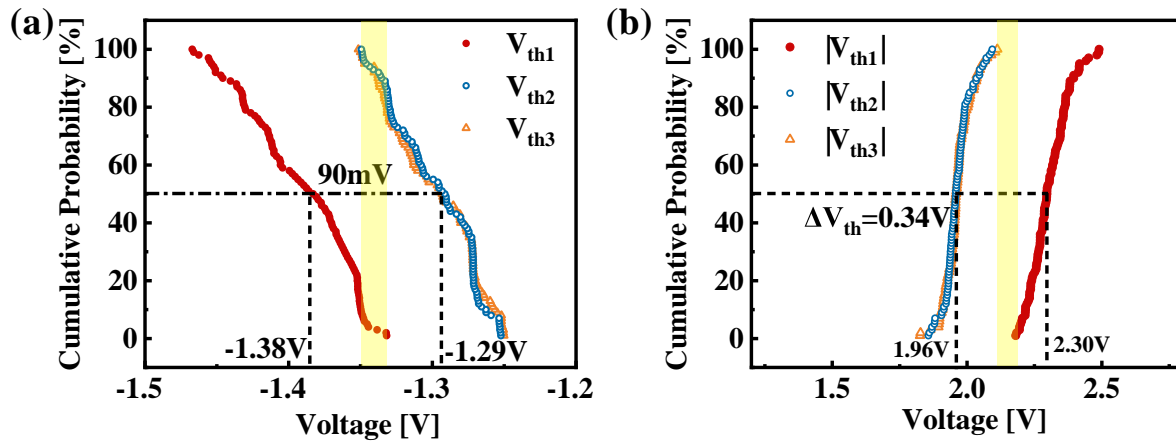 (a)
Cumulative Probability [%]
100
80
60
40
20
0
V_th1
V_th2
V_th3
90mV
-1.38V
-1.29V
-1.5
-1.4
-1.3
-1.2
Voltage [V]
(b)
Cumulative Probability [%]
100
80
60
40
20
0
|V_th1|
|V_th2|
|V_th3|
ΔV_th=0.34V
1.96V
2.30V
1.5
2.0
2.5
Voltage [V]